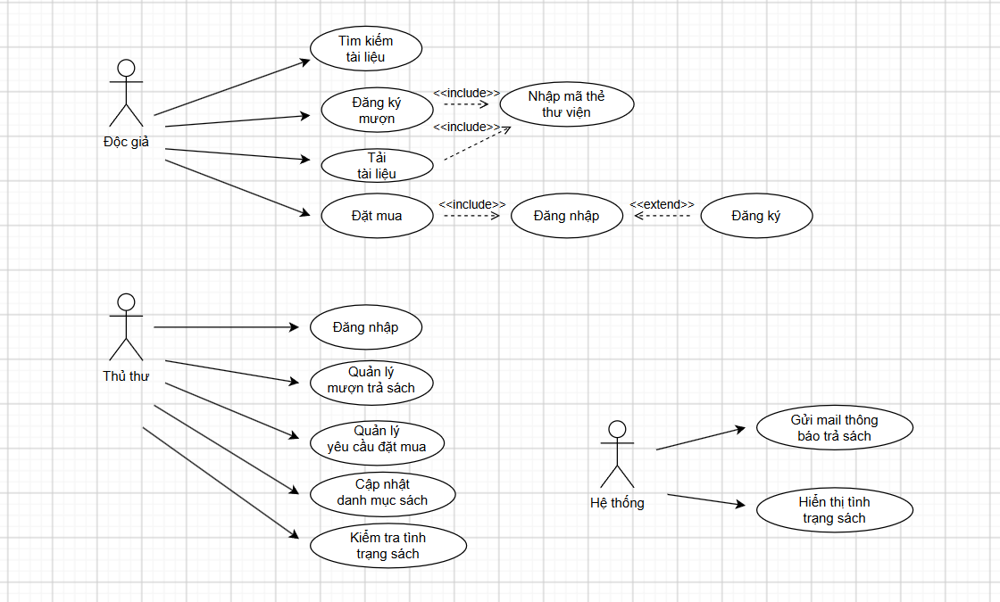 Tìm kiếm
tài liệu
Độc giả
Đăng ký
mượn
<<include>>
Nhập mã thẻ
thư viện
<<include>>
Tải
tài liệu
Đặt mua
<<include>>
Đăng nhập
<<extend>>
Đăng ký
Thủ thư
Đăng nhập
Quản lý
mượn trả sách
Quản lý
yêu cầu đặt mua
Cập nhật
danh mục sách
Kiểm tra tình
trạng sách
Hệ thống
Gửi mail thông
báo trả sách
Hiển thị tình
trạng sách